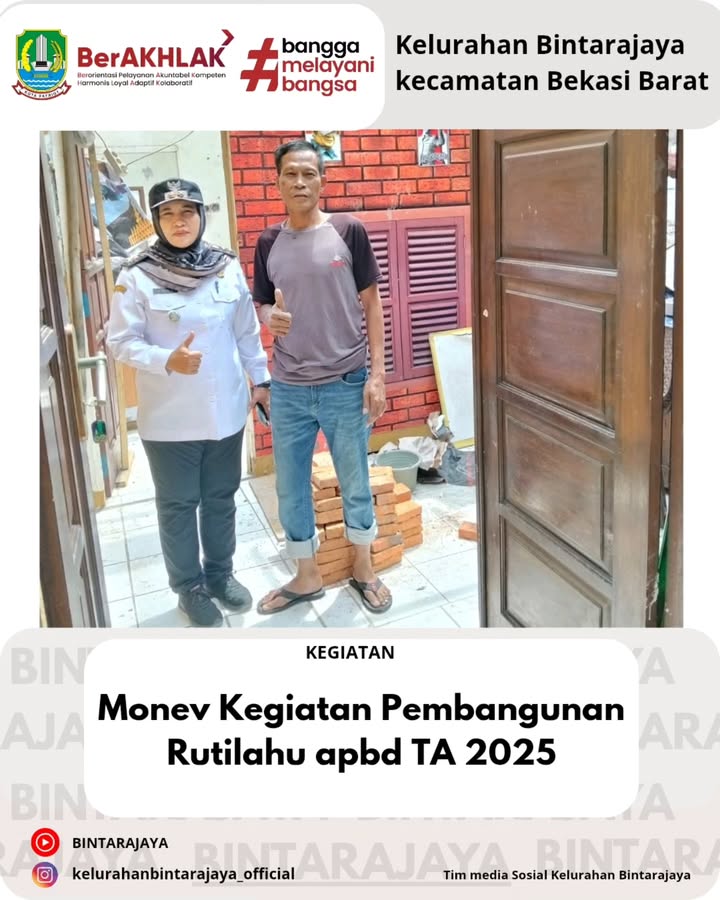 BerAKHLAK
Berorientasi Pelayanan Akuntabel Kompeten
Harmonis Loyal Adaptif Kolaboratif
#bangga
melayani
bangsa
Kelurahan Bintarajaya
kecamatan Bekasi Barat
KEGIATAN
Monev Kegiatan Pembangunan
Rutilahu apbd TA 2025
BINTARAJAYA
BINTARAJAYA
kelurahanbintarajaya_official
Tim media Sosial Kelurahan Bintarajaya